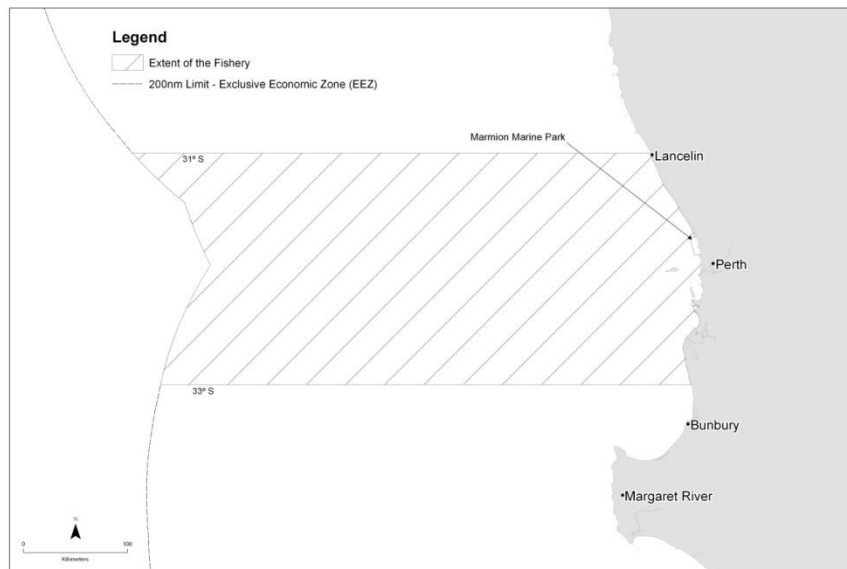 Legend
Extent of the Fishery
200nm Limit - Exclusive Economic Zone (EEZ)
Marmion Marine Park
31° S
Lancelin
Perth
33° S
Bunbury
Margaret River
N
0 100
Kilometers